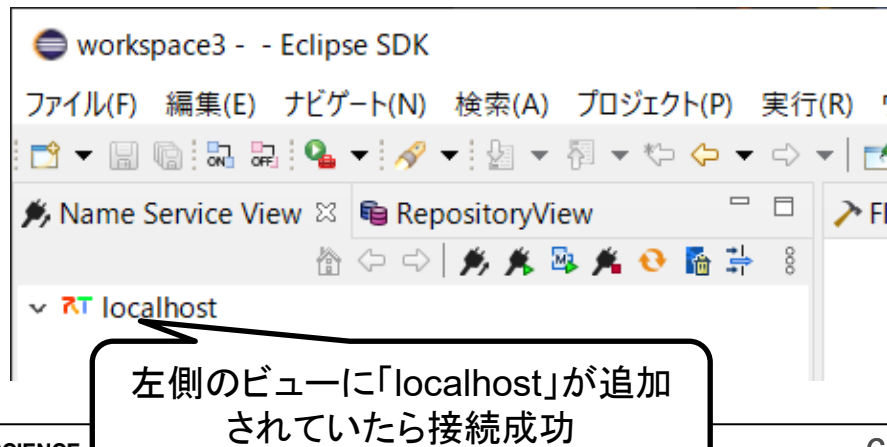 workspace3 - - Eclipse SDK
ファイル(F) 編集(E) ナビゲート(N) 検索(A) プロジェクト(P) 実行(R)
ON OFF
Name Service View RepositoryView
localhost
左側のビューに「localhost」が追加
されていたら接続成功